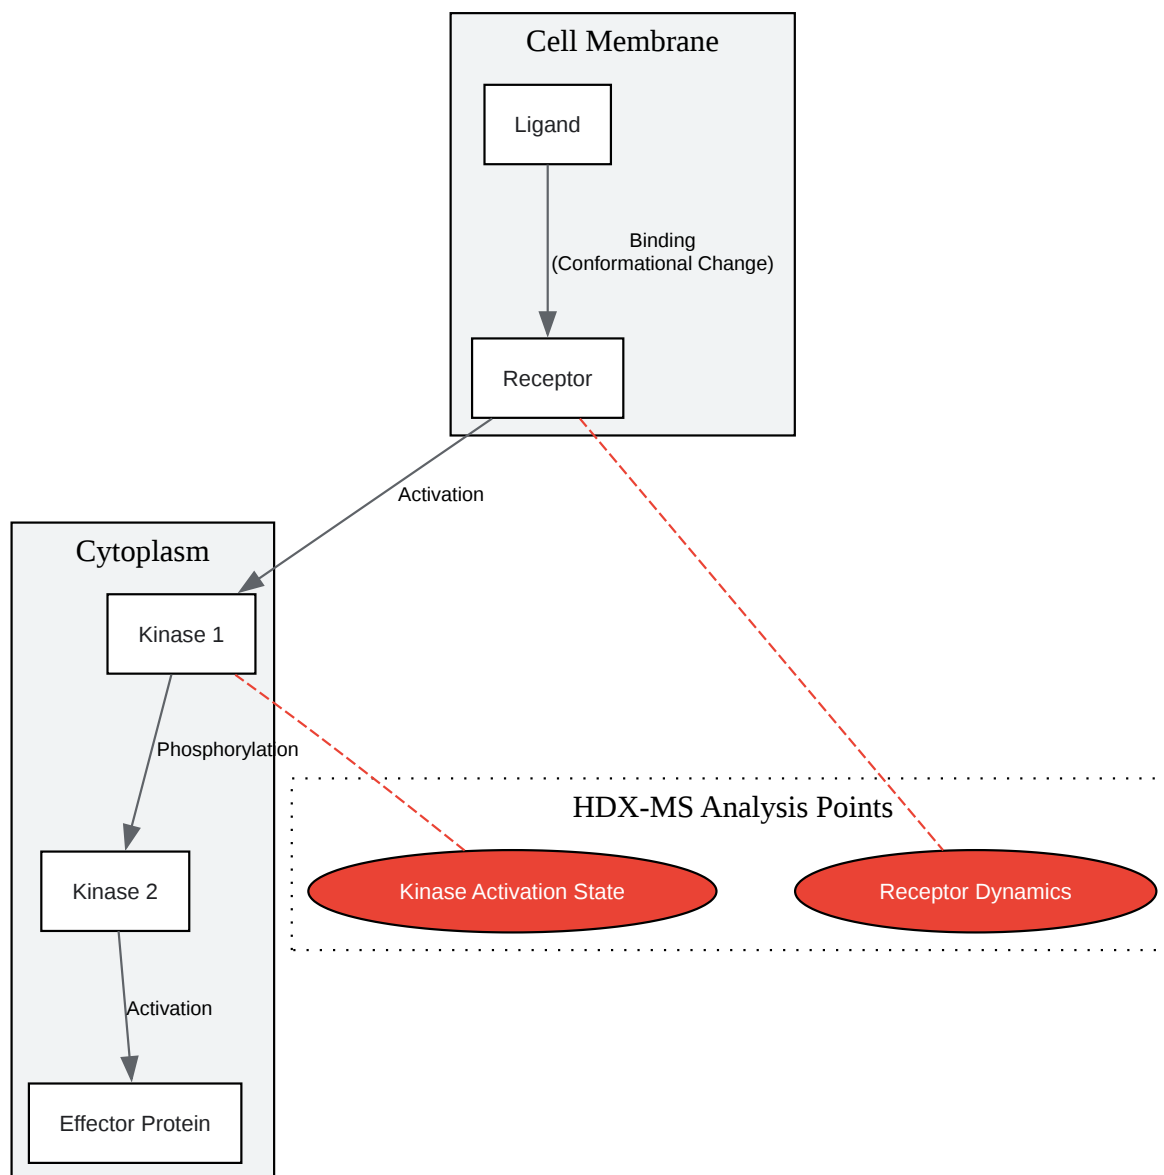 Cell Membrane
Ligand
Binding
(Conformational Change)
Receptor
Activation
Cytoplasm
Kinase 1
Phosphorylation
HDX-MS Analysis Points
Kinase 2
Kinase Activation State
Receptor Dynamics
Activation
Effector Protein